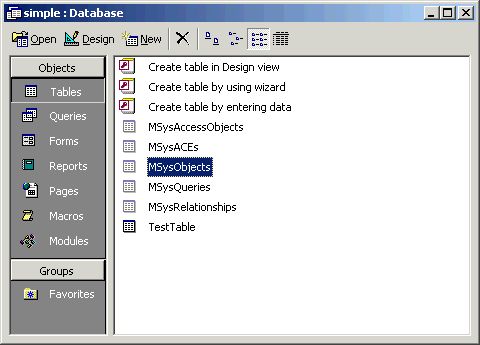 simple : Database
Open Design New
Objects
Tables
Queries
Forms
Reports
Pages
Macros
Modules
Groups
Favorites
Create table in Design view
Create table by using wizard
Create table by entering data
MSysAccessObjects
MSysACEs
MSysObjects
MSysQueries
MSysRelationships
TestTable